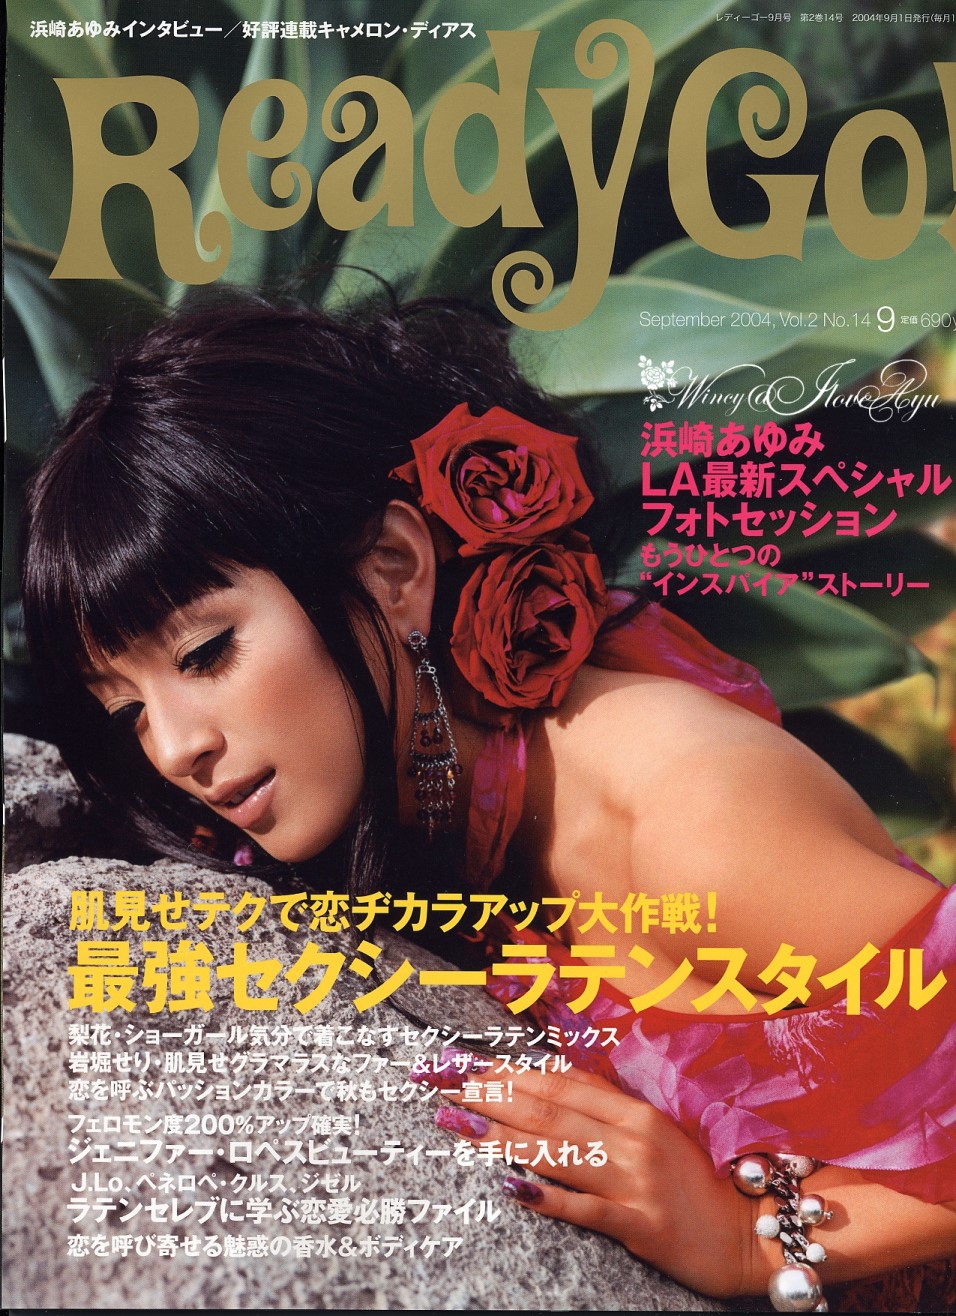 浜崎あゆみインタビュー／好評連載キャメロン・ディアス
レディーゴー9月号　第2巻14号　2004年9月1日発行(毎月1
Ready Go!
September 2004, Vol.2 No.14 9 定価 690y
Wincy@IloveAyu
浜崎あゆみ
LA最新スペシャル
フォトセッション
もうひとつの
“インスパイア”ストーリー
肌見せテクで恋ヂカラアップ大作戦!
最強セクシーラテンスタイル
梨花・ショーガール気分で着こなすセクシーラテンミックス
岩堀せり・肌見せグラマラスなファー&レザースタイル
恋を呼ぶパッションカラーで秋もセクシー宣言!
フェロモン度200%アップ確実!
ジェニファー・ロペスビューティーを手に入れる
J.Lo、ペネロペ・クルス、ジゼル
ラテンセレブに学ぶ恋愛必勝ファイル
恋を呼び寄せる魅惑の香水&ボディケア